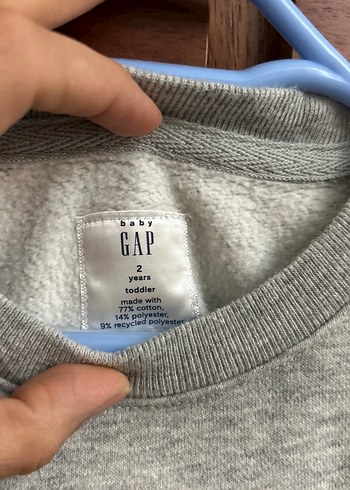 baby
GAP
2
years
toddler
made with
77% cotton,
14% polyester,
9% recycled polyester